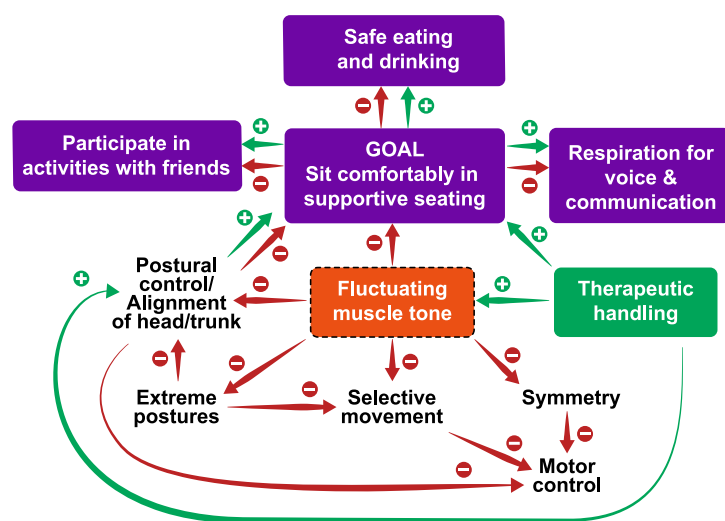 Safe eating
and drinking
Participate in
activities with friends
GOAL
Sit comfortably in
supportive seating
Respiration for
voice &
communication
Postural
control/
Alignment
of head/trunk
Fluctuating
muscle tone
Therapeutic
handling
Extreme
postures
Selective
movement
Symmetry
Motor
control